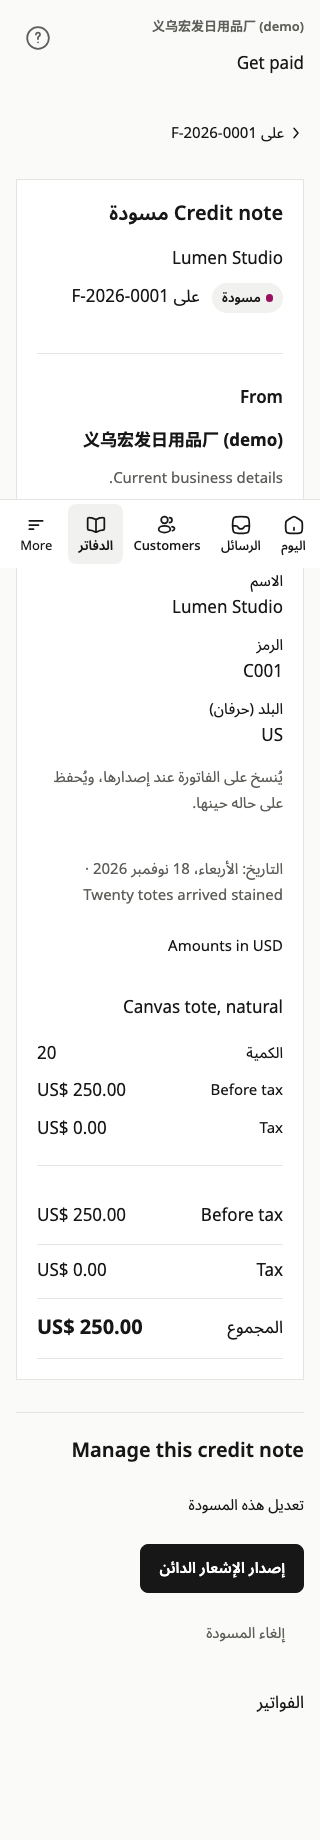 义乌宏发日用品厂 (demo)
Get paid
على F-2026-0001
Credit note مسودة
Lumen Studio
مسودة على F-2026-0001
From
义乌宏发日用品厂 (demo)
Current business details.
اليوم
الرسائل
Customers
الدفاتر
More
الاسم
Lumen Studio
الرمز
C001
البلد (حرفان)
US
يُنسخ على الفاتورة عند إصدارها، ويُحفظ
على حاله حينها.
التاريخ: الأربعاء، 18 نوفمبر 2026 ·
Twenty totes arrived stained
Amounts in USD
Canvas tote, natural
الكمية 20
Before tax US$ 250.00
Tax US$ 0.00
Before tax US$ 250.00
Tax US$ 0.00
المجموع US$ 250.00
Manage this credit note
تعديل هذه المسودة
إصدار الإشعار الدائن
إلغاء المسودة
الفواتير